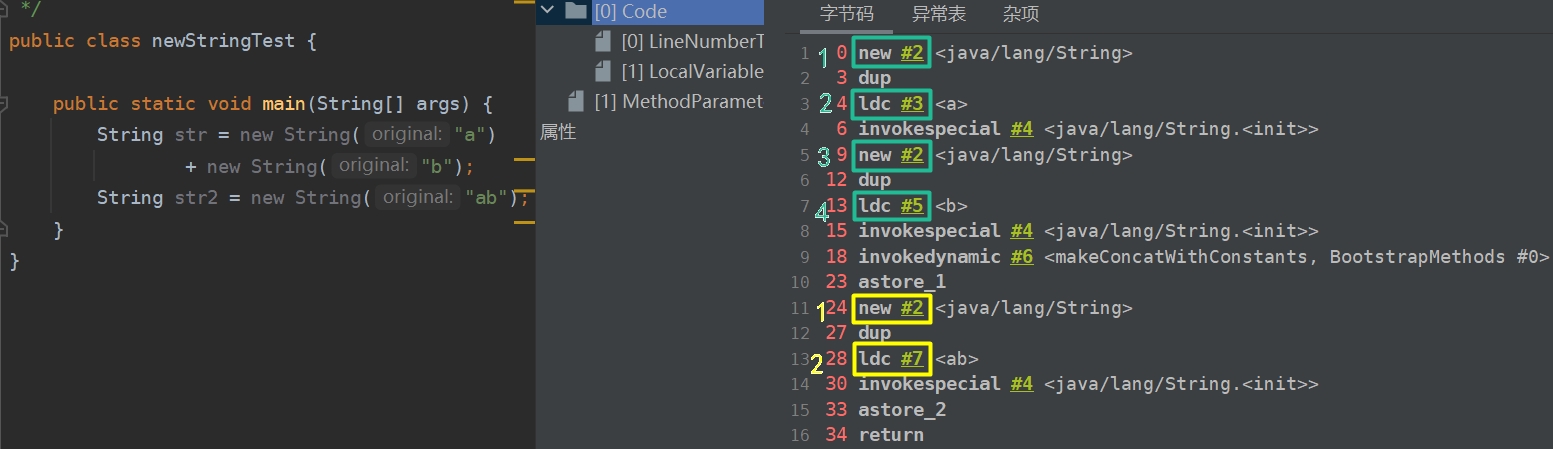 */
public class newStringTest {
public static void main(String[] args) {
String str = new String( original: "a")
+ new String( original: "b");
String str2 = new String( original: "ab");
}
}
[0] Code
[0] LineNumberT
[1] LocalVariable
[1] MethodParamet
属性
字节码 异常表 杂项
1 1 0 new #2 <java/lang/String>
2 3 dup
3 2 4 ldc #3 <a>
4 6 invokespecial #4 <java/lang/String.<init>>
5 3 9 new #2 <java/lang/String>
6 12 dup
7 4 13 ldc #5 <b>
8 15 invokespecial #4 <java/lang/String.<init>>
9 18 invokedynamic #6 <makeConcatWithConstants, BootstrapMethods #0>
10 23 astore_1
11 1 24 new #2 <java/lang/String>
12 27 dup
13 2 28 ldc #7 <ab>
14 30 invokespecial #4 <java/lang/String.<init>>
15 33 astore_2
16 34 return